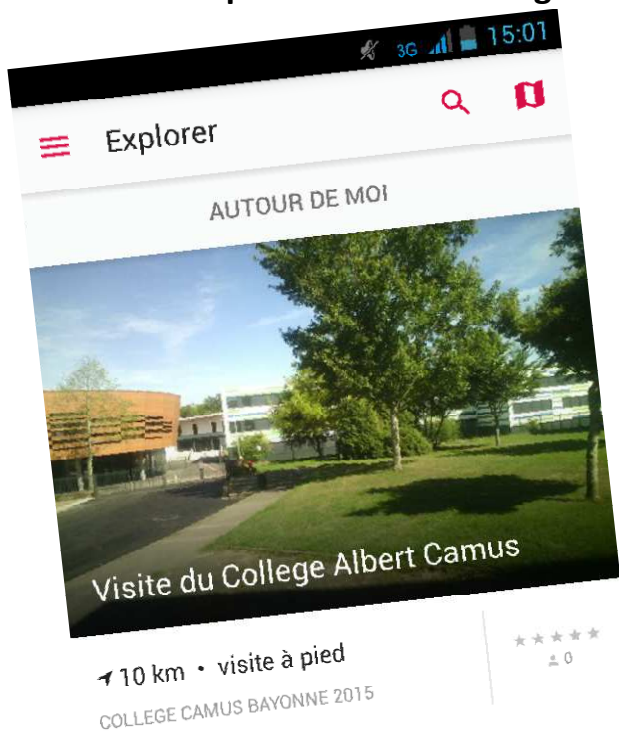 3G 15:01
Explorer
AUTOUR DE MOI
Visite du College Albert Camus
10 km • visite à pied
COLLEGE CAMUS BAYONNE 2015
0